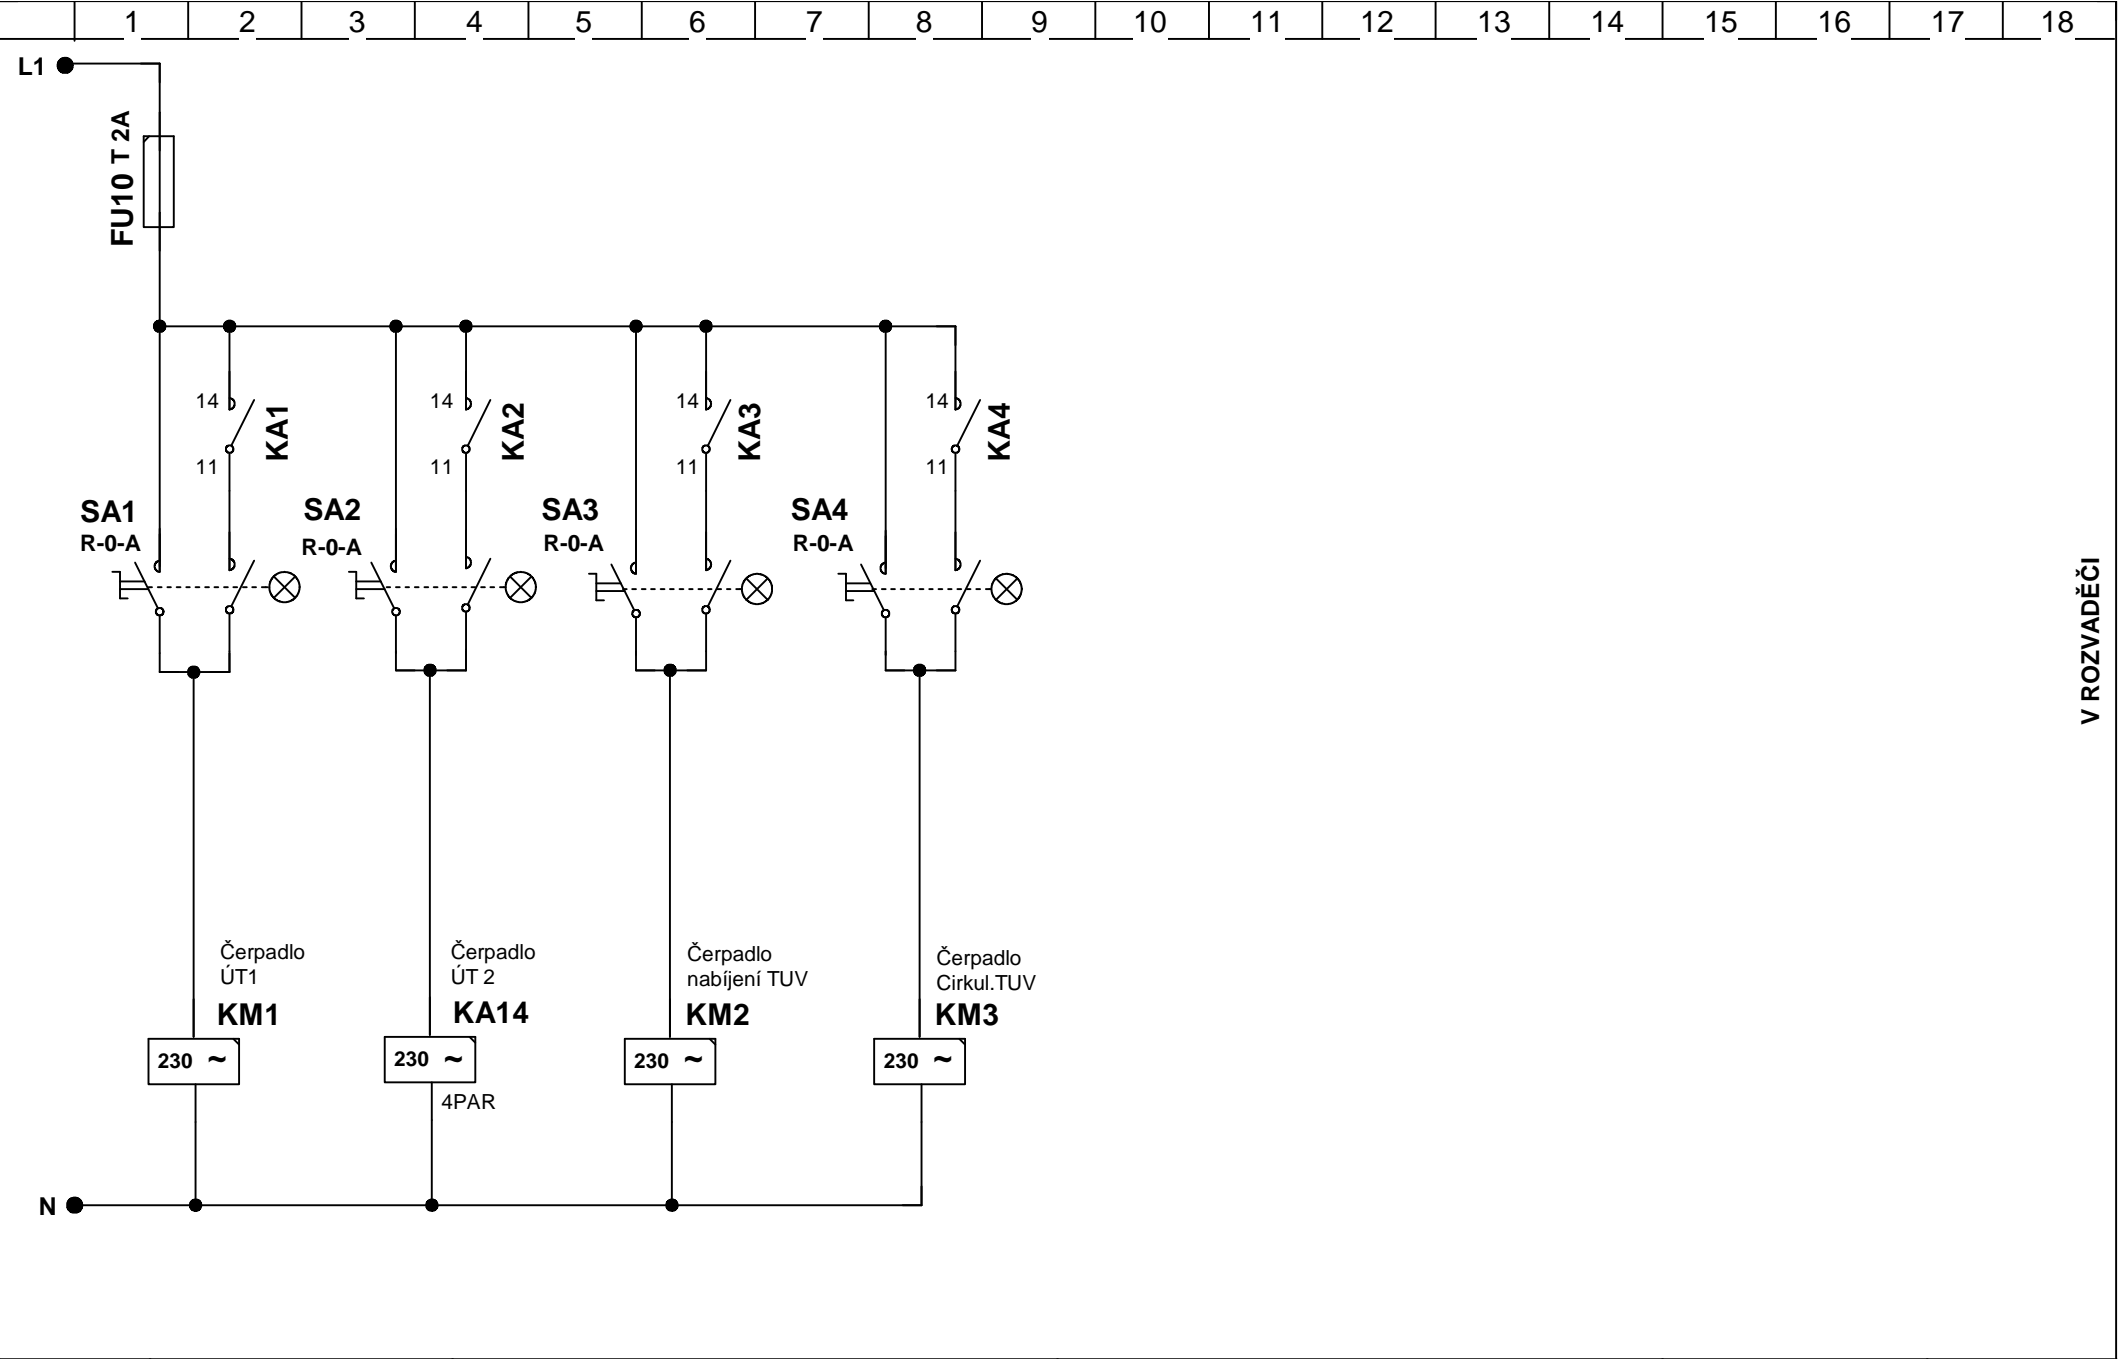 1 2 3 4 5 6 7 8 9 10 11 12 13 14 15 16 17 18
L1
FU10 T 2A
14 14 14 14
KA1 KA2 KA3 KA4
11 11 11 11
SA1 SA2 SA3 SA4
R-0-A R-0-A R-0-A R-0-A
V ROZVADĚČI
Čerpadlo
ÚT1
KM1
230 ~
Čerpadlo
ÚT 2
KA14
230 ~
4PAR
Čerpadlo
nabíjení TUV
KM2
230 ~
Čerpadlo
Cirkul.TUV
KM3
230 ~
N